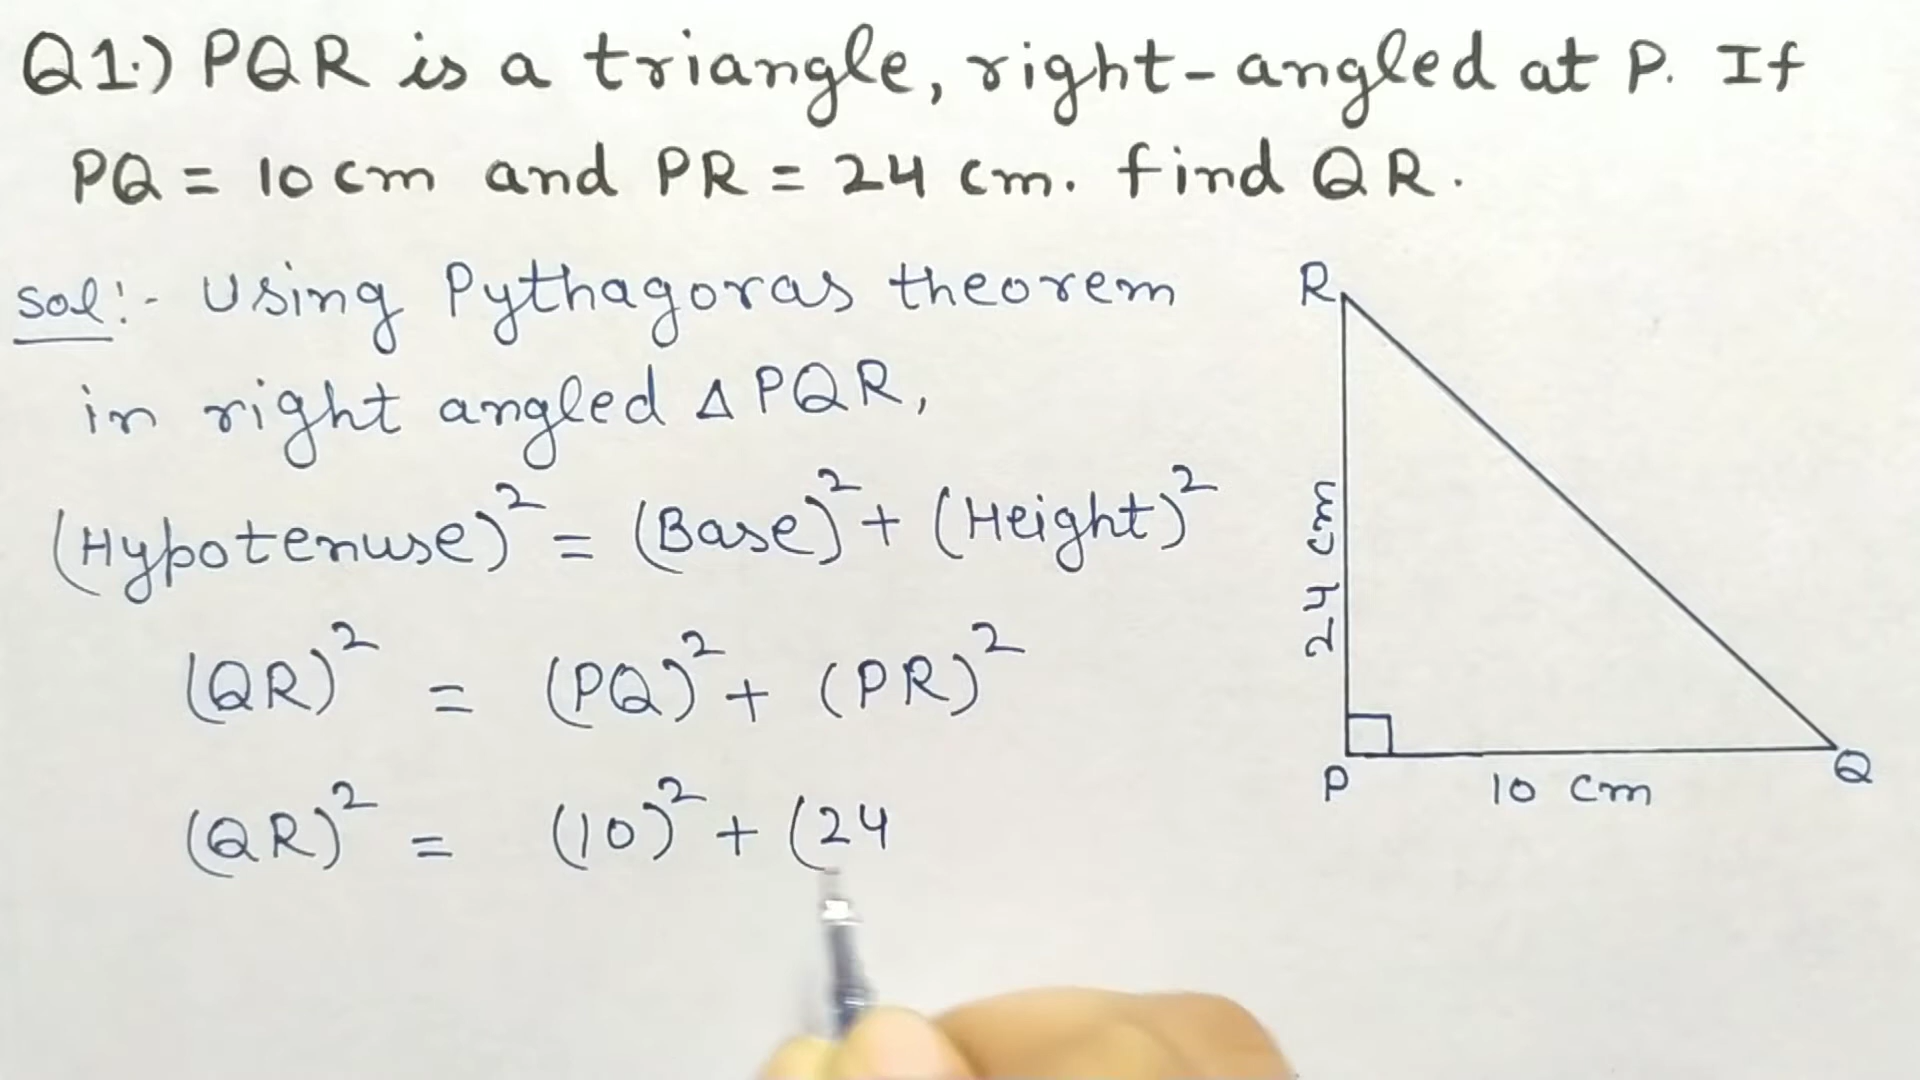 Q1.) PQR is a triangle, right-angled at P. If
PQ = 10 cm and PR = 24 cm. find QR.
Sol:- Using Pythagoras theorem
in right angled Δ PQR,
(Hypotenuse)² = (Base)² + (Height)²
(QR)² = (PQ)² + (PR)²
(QR)² = (10)² + (24
R
24 cm
P
10 cm
Q